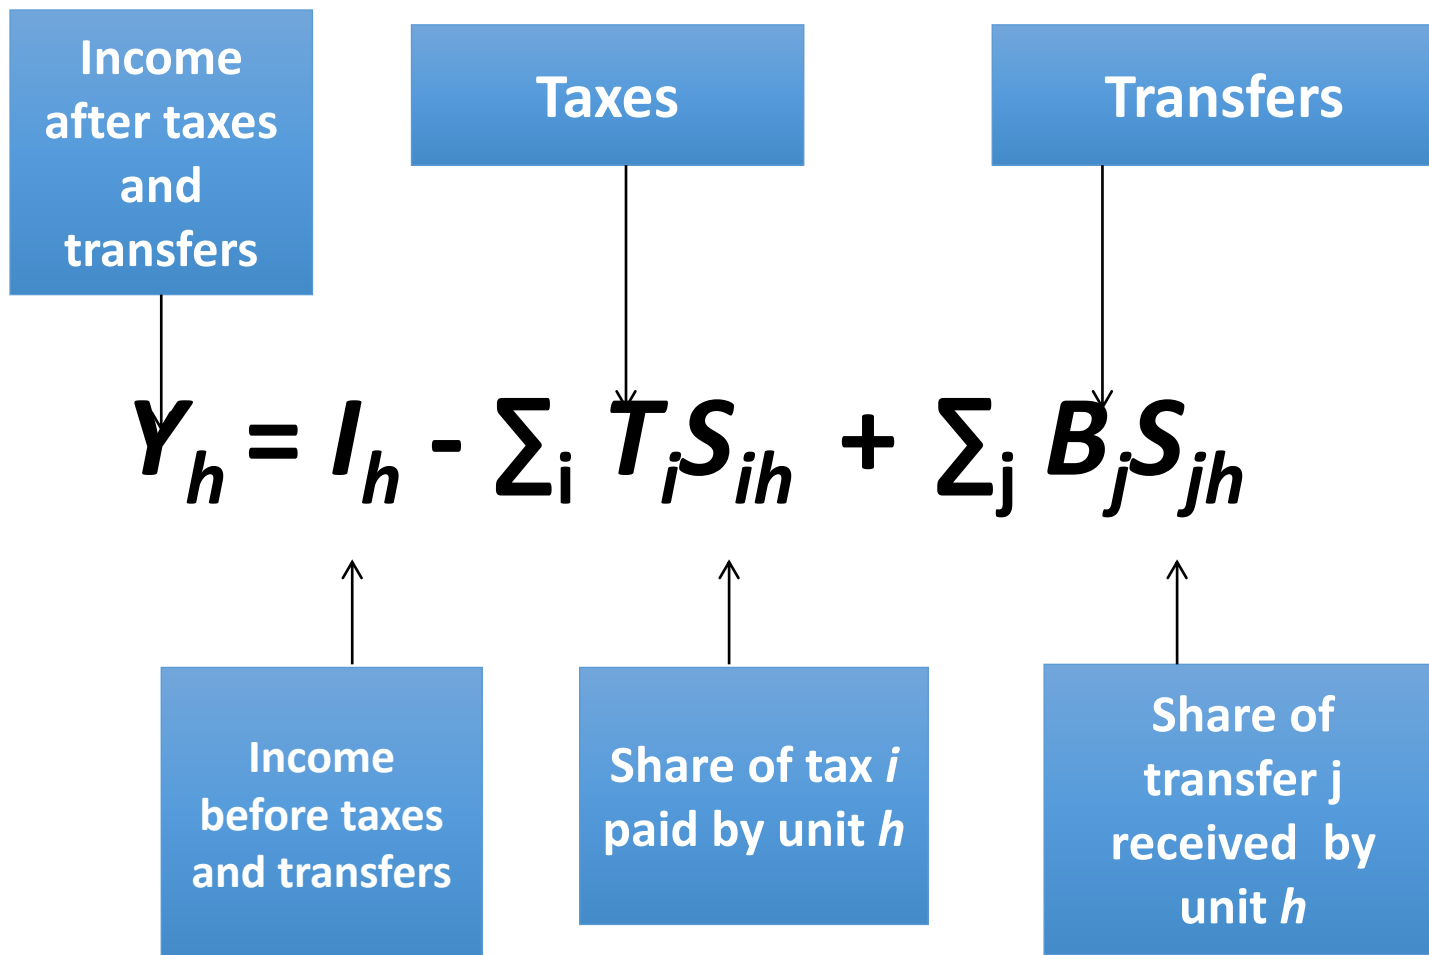 Income
after taxes
and
transfers
Taxes
Transfers
Yh = Ih - ∑i TiSih + ∑j BjSjh
Income
before taxes
and transfers
Share of tax i
paid by unit h
Share of
transfer j
received by
unit h